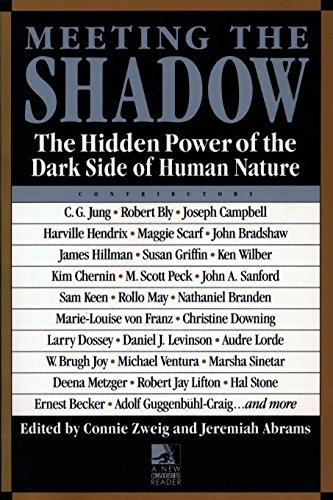 MEETING THE
SHADOW
The Hidden Power of the
Dark Side of Human Nature
CONTRIBUTORS
C. G. Jung • Robert Bly • Joseph Campbell
Harville Hendrix • Maggie Scarf • John Bradshaw
James Hillman • Susan Griffin • Ken Wilber
Kim Chernin • M. Scott Peck • John A. Sanford
Sam Keen • Rollo May • Nathaniel Branden
Marie-Louise von Franz • Christine Downing
Larry Dossey • Daniel J. Levinson • Audre Lorde
W. Brugh Joy • Michael Ventura • Marsha Sinetar
Deena Metzger • Robert Jay Lifton • Hal Stone
Ernest Becker • Adolf Guggenbühl-Craig...and more
Edited by Connie Zweig and Jeremiah Abrams
A NEW
CONSCIOUSNESS
READER